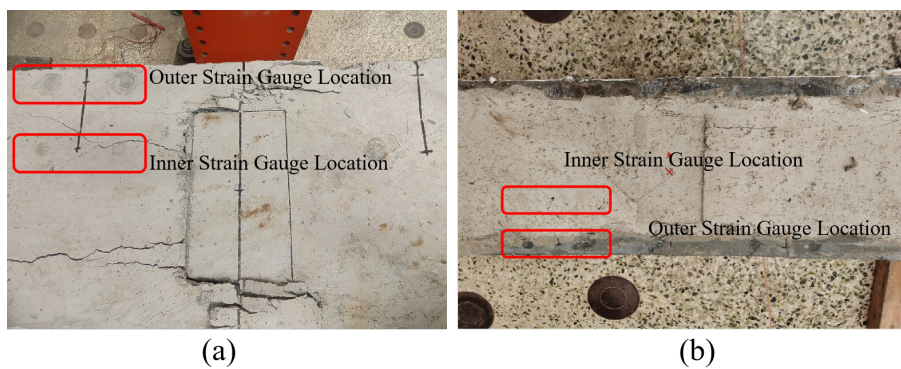 Outer Strain Gauge Location
Inner Strain Gauge Location
Inner Strain Gauge Location
Outer Strain Gauge Location
(a)
(b)